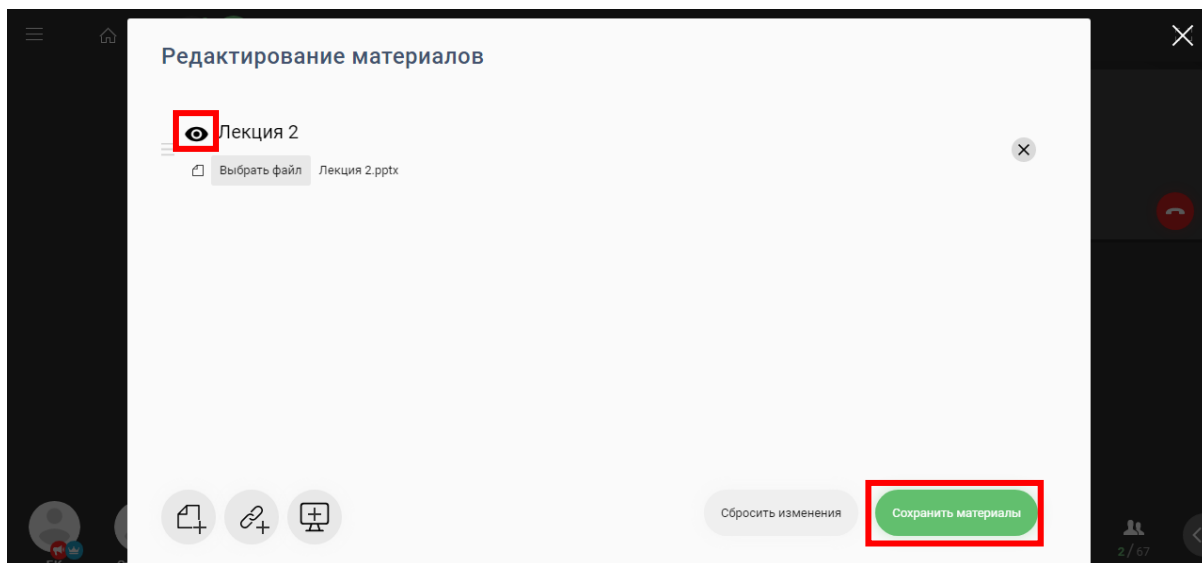 Редактирование материалов
Лекция 2
Выбрать файл Лекция 2.pptx
Сбросить изменения Сохранить материалы
2/67